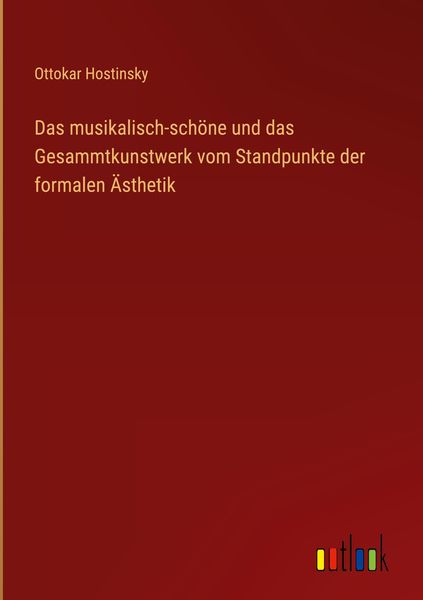 Ottokar Hostinsky
Das musikalisch-schöne und das
Gesammtkunstwerk vom Standpunkte der
formalen Ästhetik
outlook